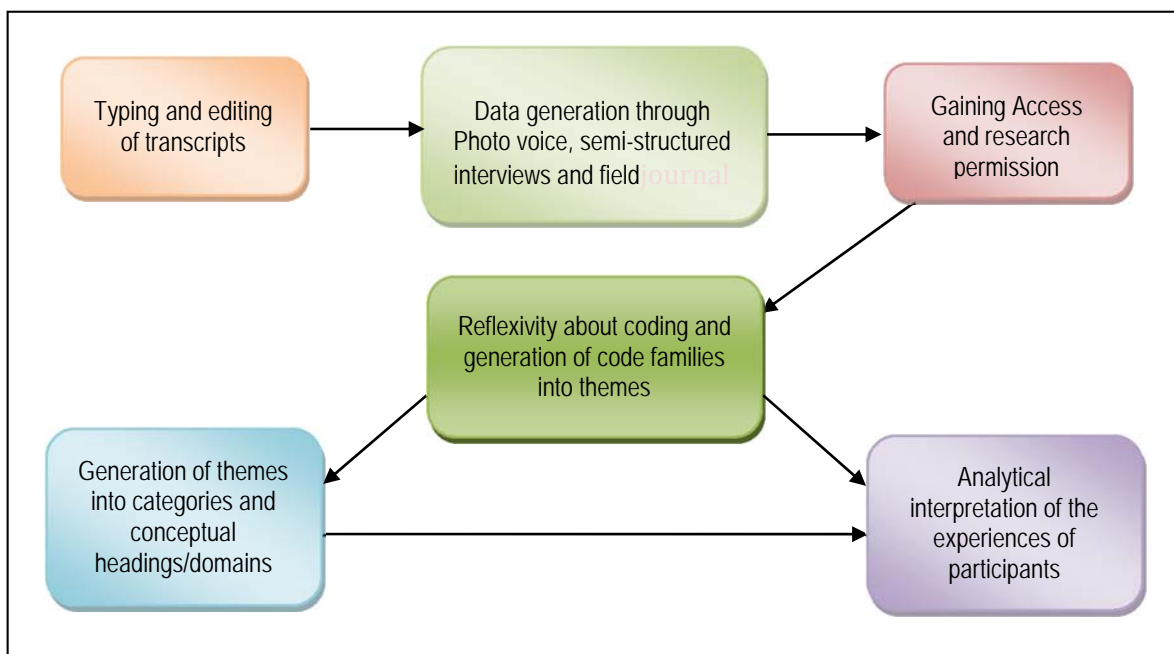 Typing and editing
of transcripts
Data generation through
Photo voice, semi-structured
interviews and field journal
Gaining Access
and research
permission
Reflexivity about coding and
generation of code families
into themes
Generation of themes
into categories and
conceptual
headings/domains
Analytical
interpretation of the
experiences of
participants